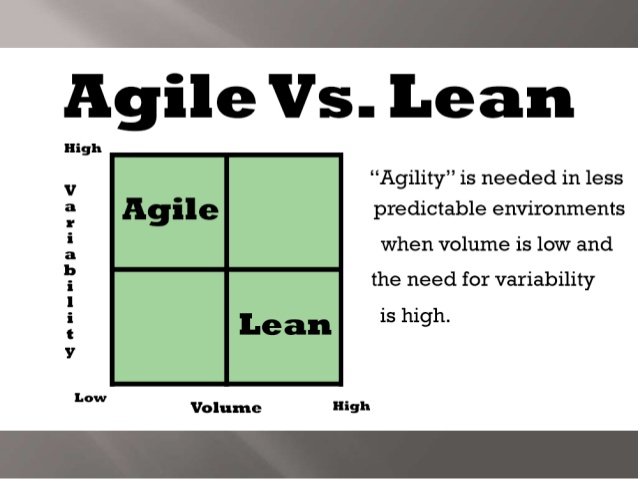 Agile Vs. Lean
High
Variability
Agile
Lean
Low
Volume
High
“Agility” is needed in less
predictable environments
when volume is low and
the need for variability
is high.